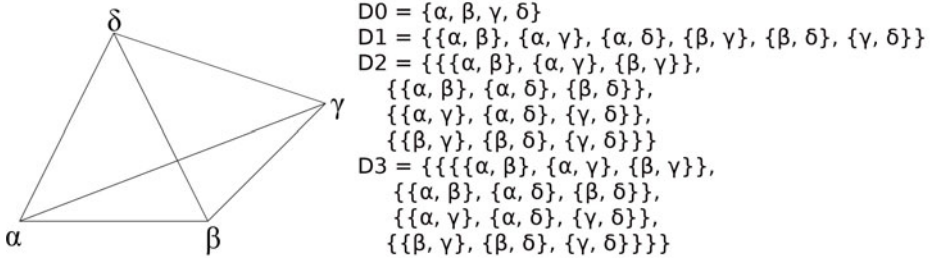 δ
γ
α
β
D0 = {α, β, γ, δ}
D1 = {{α, β}, {α, γ}, {α, δ}, {β, γ}, {β, δ}, {γ, δ}}
D2 = {{{α, β}, {α, γ}, {β, γ}},
{{α, β}, {α, δ}, {β, δ}},
{{α, γ}, {α, δ}, {γ, δ}},
{{β, γ}, {β, δ}, {γ, δ}}}
D3 = {{{{α, β}, {α, γ}, {β, γ}},
{{α, β}, {α, δ}, {β, δ}},
{{α, γ}, {α, δ}, {γ, δ}},
{{β, γ}, {β, δ}, {γ, δ}}}}